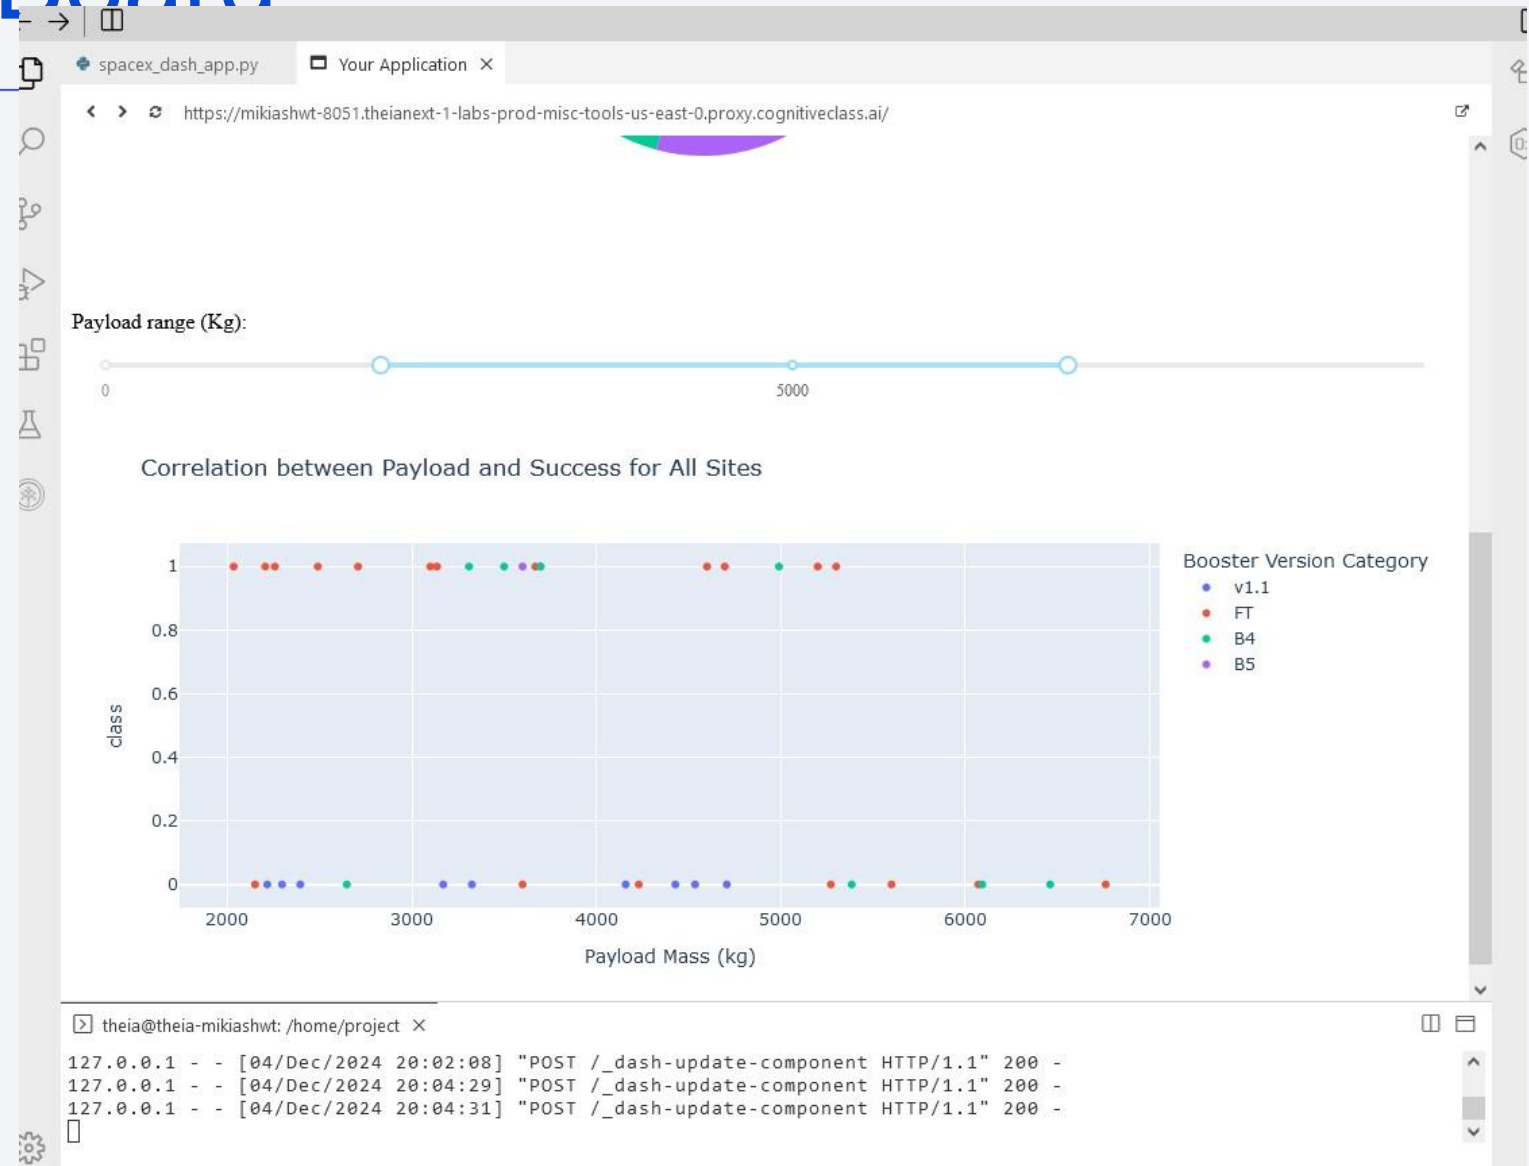 spacex_dash_app.py
Your Application
https://mikiashwt-8051.theianext-1-labs-prod-misc-tools-us-east-0.proxy.cognitiveclass.ai/
Payload range (Kg):
0
5000
Correlation between Payload and Success for All Sites
1
0.8
0.6
0.4
0.2
0
class
2000
3000
4000
5000
6000
7000
Payload Mass (kg)
Booster Version Category
v1.1
FT
B4
B5
theia@theia-mikiashwt: /home/project
127.0.0.1 - - [04/Dec/2024 20:02:08] "POST /_dash-update-component HTTP/1.1" 200 -
127.0.0.1 - - [04/Dec/2024 20:04:29] "POST /_dash-update-component HTTP/1.1" 200 -
127.0.0.1 - - [04/Dec/2024 20:04:31] "POST /_dash-update-component HTTP/1.1" 200 -